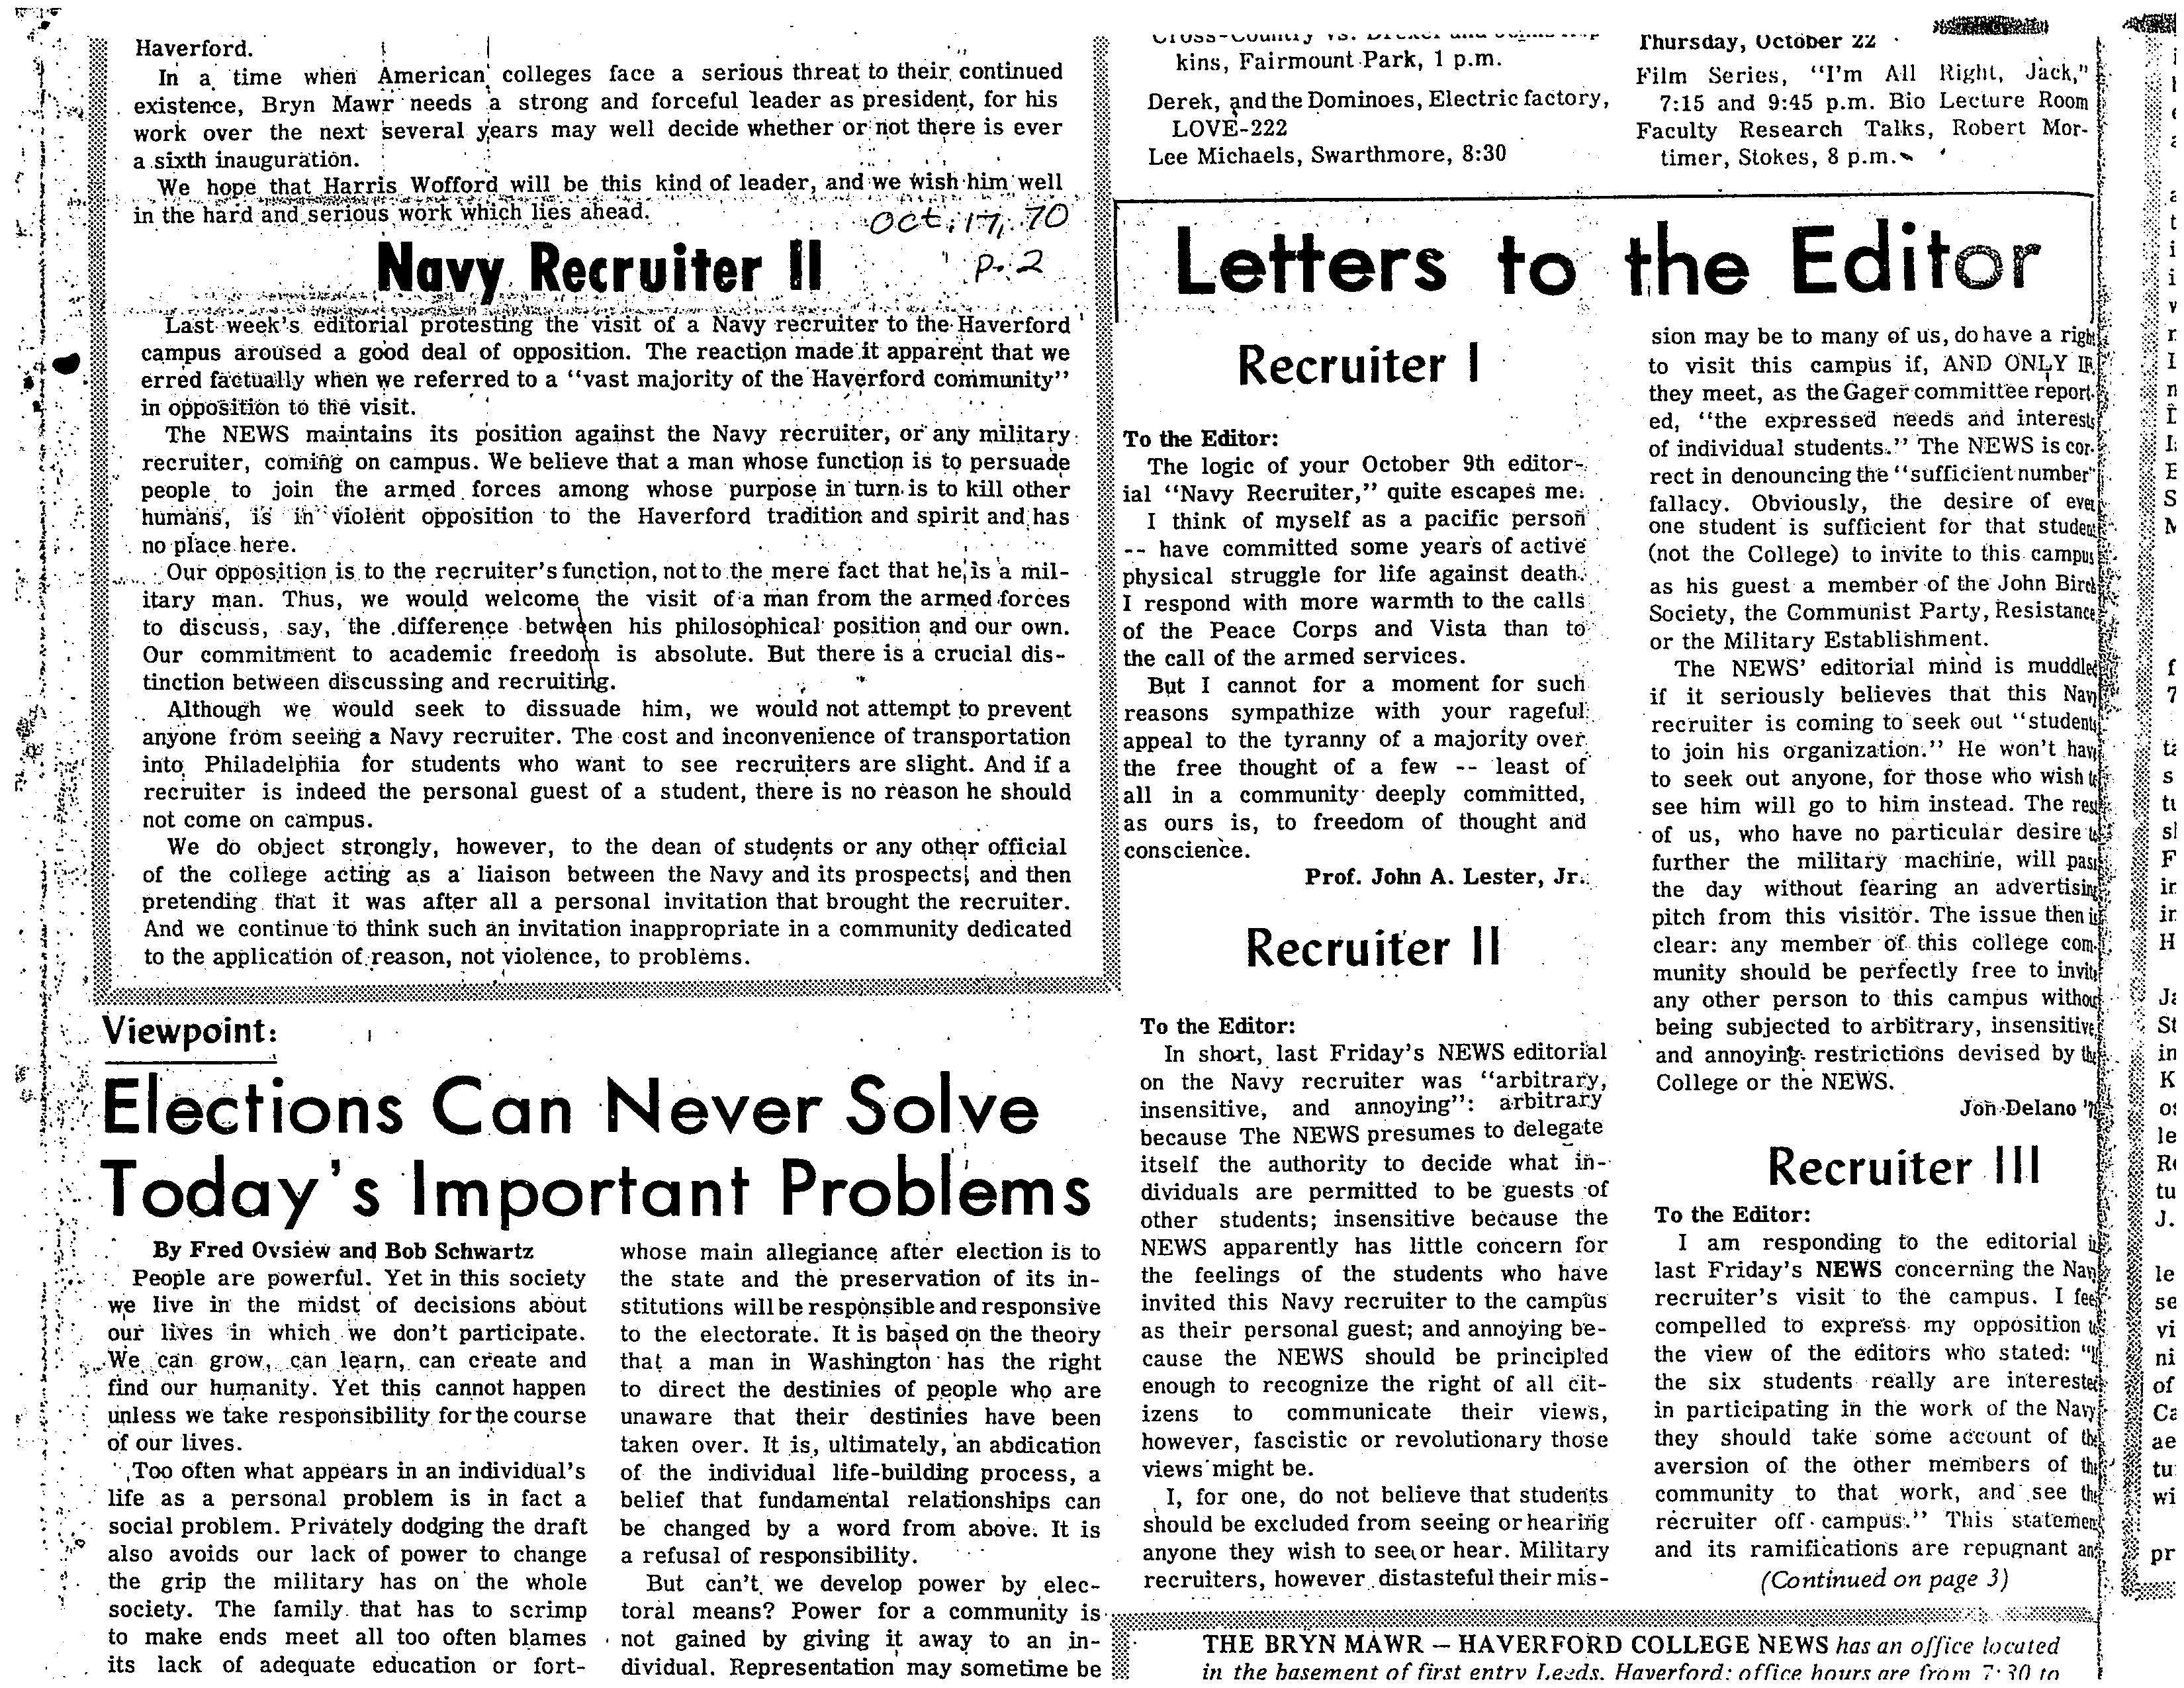 Haverford.
In a time when American colleges face a serious threat to their continued
existence, Bryn Mawr needs a strong and forceful leader as president, for his
work over the next several years may well decide whether or not there is ever
a sixth inauguration.
We hope that Harris Wofford will be this kind of leader, and we wish him well
in the hard and serious work which lies ahead.
Oct. 17, 70
p. 2
Navy Recruiter II
Last week's editorial protesting the visit of a Navy recruiter to the Haverford
campus aroused a good deal of opposition. The reaction made it apparent that we
erred factually when we referred to a "vast majority of the Haverford community"
in opposition to the visit.
The NEWS maintains its position against the Navy recruiter, or any military
recruiter, coming on campus. We believe that a man whose function is to persuade
people to join the armed forces among whose purpose in turn is to kill other
humans, is in violent opposition to the Haverford tradition and spirit and has
no place here.
Our opposition is to the recruiter's function, not to the mere fact that he is a mil-
itary man. Thus, we would welcome the visit of a man from the armed forces
to discuss, say, the difference between his philosophical position and our own.
Our commitment to academic freedom is absolute. But there is a crucial dis-
tinction between discussing and recruiting.
Although we would seek to dissuade him, we would not attempt to prevent
anyone from seeing a Navy recruiter. The cost and inconvenience of transportation
into Philadelphia for students who want to see recruiters are slight. And if a
recruiter is indeed the personal guest of a student, there is no reason he should
not come on campus.
We do object strongly, however, to the dean of students or any other official
of the college acting as a liaison between the Navy and its prospects, and then
pretending that it was after all a personal invitation that brought the recruiter.
And we continue to think such an invitation inappropriate in a community dedicated
to the application of reason, not violence, to problems.
Viewpoint:
Elections Can Never Solve
Today's Important Problems
By Fred Ovsiew and Bob Schwartz
People are powerful. Yet in this society
we live in the midst of decisions about
our lives in which we don't participate.
We can grow, can learn, can create and
find our humanity. Yet this cannot happen
unless we take responsibility for the course
of our lives.
Too often what appears in an individual's
life as a personal problem is in fact a
social problem. Privately dodging the draft
also avoids our lack of power to change
the grip the military has on the whole
society. The family that has to scrimp
to make ends meet all too often blames
its lack of adequate education or fort-
whose main allegiance after election is to
the state and the preservation of its in-
stitutions will be responsible and responsive
to the electorate. It is based on the theory
that a man in Washington has the right
to direct the destinies of people who are
unaware that their destinies have been
taken over. It is, ultimately, an abdication
of the individual life-building process, a
belief that fundamental relationships can
be changed by a word from above. It is
a refusal of responsibility.
But can't we develop power by elec-
toral means? Power for a community is
not gained by giving it away to an in-
dividual. Representation may sometime be
kins, Fairmount Park, 1 p.m.
Derek, and the Dominoes, Electric factory,
LOVE-222
Lee Michaels, Swarthmore, 8:30
Thursday, October 22
Film Series, "I'm All Right, Jack,"
7:15 and 9:45 p.m. Bio Lecture Room
Faculty Research Talks, Robert Mor-
timer, Stokes, 8 p.m.
Letters to the Editor
Recruiter I
To the Editor:
The logic of your October 9th editor-
ial "Navy Recruiter," quite escapes me.
I think of myself as a pacific person
-- have committed some years of active
physical struggle for life against death.
I respond with more warmth to the calls
of the Peace Corps and Vista than to
the call of the armed services.
But I cannot for a moment for such
reasons sympathize with your rageful
appeal to the tyranny of a majority over
the free thought of a few -- least of
all in a community deeply committed,
as ours is, to freedom of thought and
conscience.
Prof. John A. Lester, Jr.
Recruiter II
To the Editor:
In short, last Friday's NEWS editorial
on the Navy recruiter was "arbitrary,
insensitive, and annoying": arbitrary
because The NEWS presumes to delegate
itself the authority to decide what in-
dividuals are permitted to be guests of
other students; insensitive because the
NEWS apparently has little concern for
the feelings of the students who have
invited this Navy recruiter to the campus
as their personal guest; and annoying be-
cause the NEWS should be principled
enough to recognize the right of all cit-
izens to communicate their views,
however, fascistic or revolutionary those
views might be.
I, for one, do not believe that students
should be excluded from seeing or hearing
anyone they wish to see or hear. Military
recruiters, however distasteful their mis-
sion may be to many of us, do have a right
to visit this campus if, AND ONLY IF
they meet, as the Gager committee report-
ed, "the expressed needs and interests
of individual students." The NEWS is cor-
rect in denouncing the "sufficient number"
fallacy. Obviously, the desire of even
one student is sufficient for that student
(not the College) to invite to this campus
as his guest a member of the John Birch
Society, the Communist Party, Resistance
or the Military Establishment.
The NEWS' editorial mind is muddled
if it seriously believes that this Navy
recruiter is coming to seek out "students
to join his organization." He won't have
to seek out anyone, for those who wish to
see him will go to him instead. The rest
of us, who have no particular desire to
further the military machine, will pass
the day without fearing an advertising
pitch from this visitor. The issue then is
clear: any member of this college com-
munity should be perfectly free to invite
any other person to this campus without
being subjected to arbitrary, insensitive,
and annoying restrictions devised by the
College or the NEWS.
Jon Delano
Recruiter III
To the Editor:
I am responding to the editorial in
last Friday's NEWS concerning the Navy
recruiter's visit to the campus. I feel
compelled to express my opposition to
the view of the editors who stated: "If
the six students really are interested
in participating in the work of the Navy
they should take some account of the
aversion of the other members of the
community to that work, and see the
recruiter off campus." This statement
and its ramifications are repugnant and
(Continued on page 3)
THE BRYN MAWR — HAVERFORD COLLEGE NEWS has an office located
in the basement of first entry Leeds, Haverford; office hours are from 7:30 to